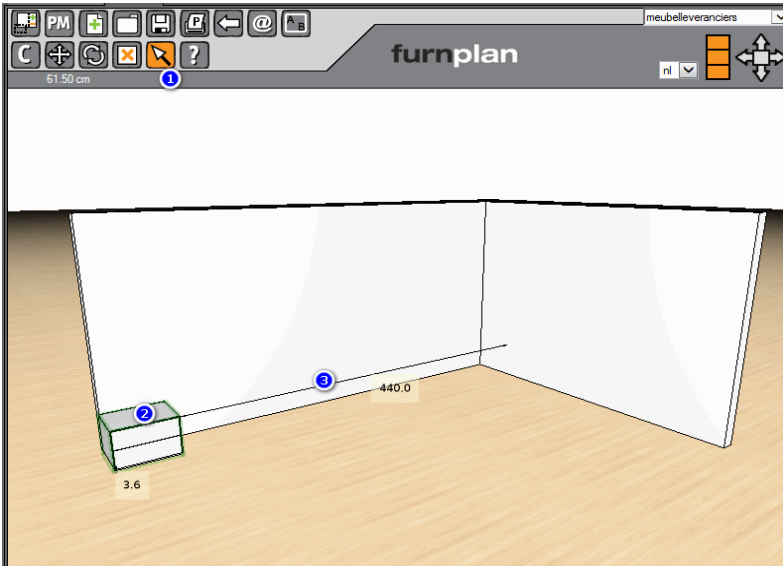 meubelleveranciers
PM P @ A B
C ?
furnplan
nl
61.50 cm
1
3
440.0
2
3.6